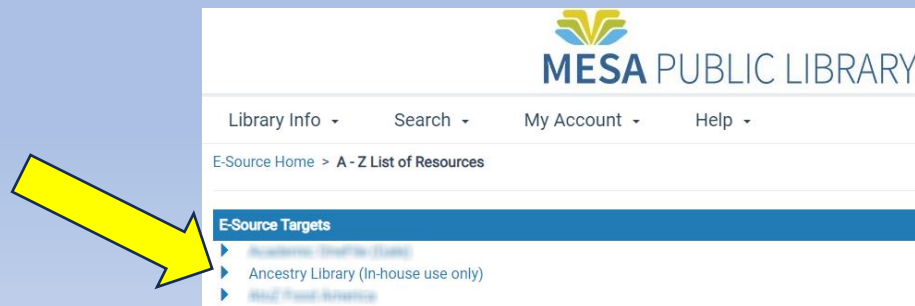 MESA PUBLIC LIBRARY
Library Info Search My Account Help
E-Source Home > A - Z List of Resources
E-Source Targets
Ancestry Library (In-house use only)